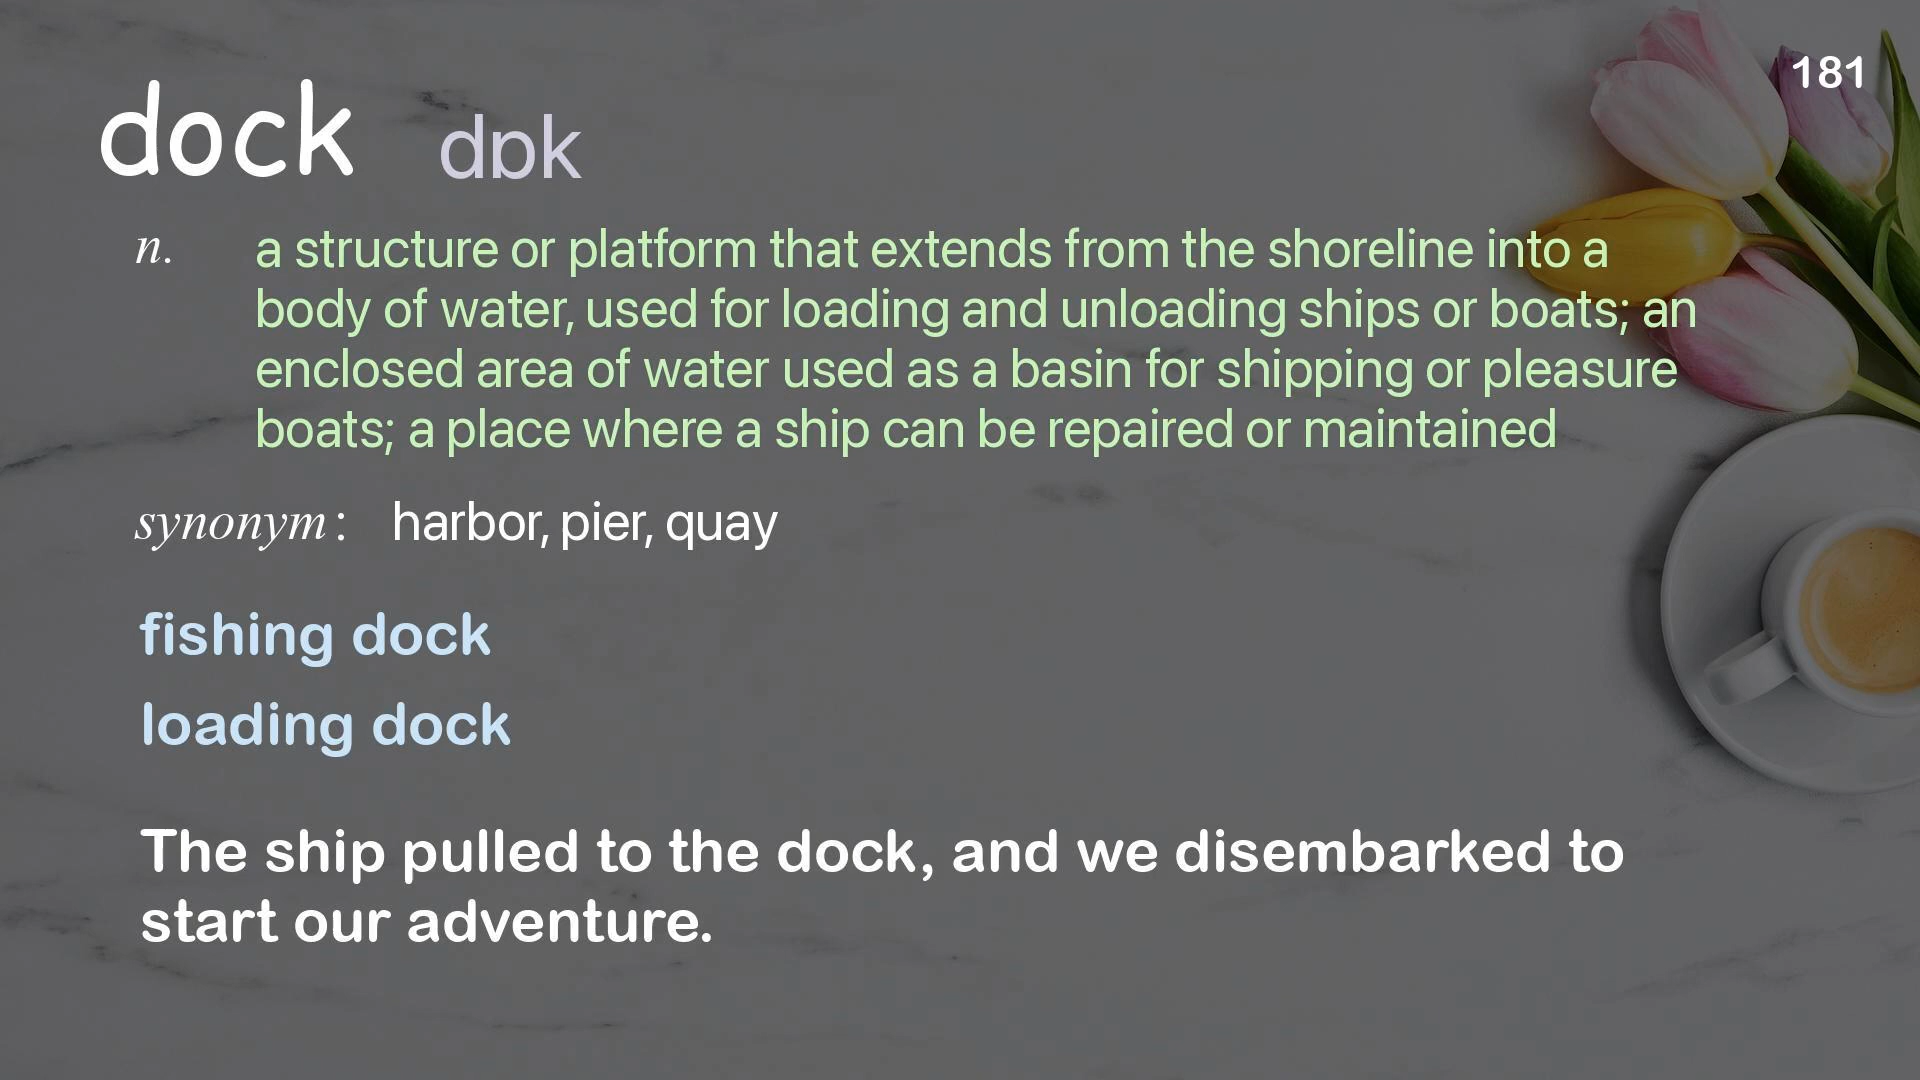 181
dock dɒk
n. a structure or platform that extends from the shoreline into a
body of water, used for loading and unloading ships or boats; an
enclosed area of water used as a basin for shipping or pleasure
boats; a place where a ship can be repaired or maintained
synonym: harbor, pier, quay
fishing dock
loading dock
The ship pulled to the dock, and we disembarked to
start our adventure.